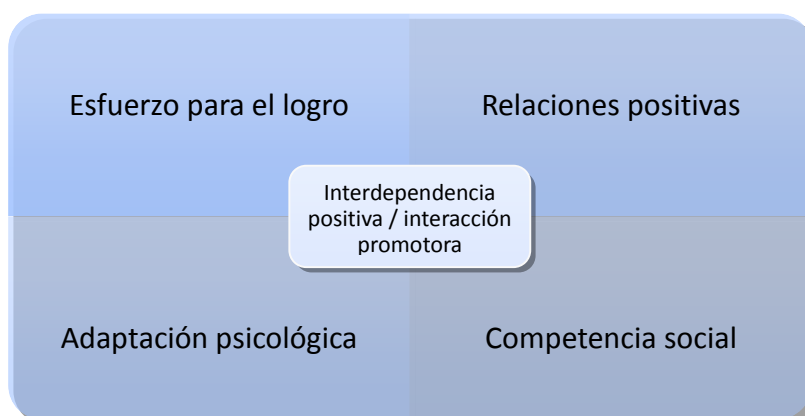 Esfuerzo para el logro
Relaciones positivas
Interdependencia
positiva / interacción
promotora
Adaptación psicológica
Competencia social